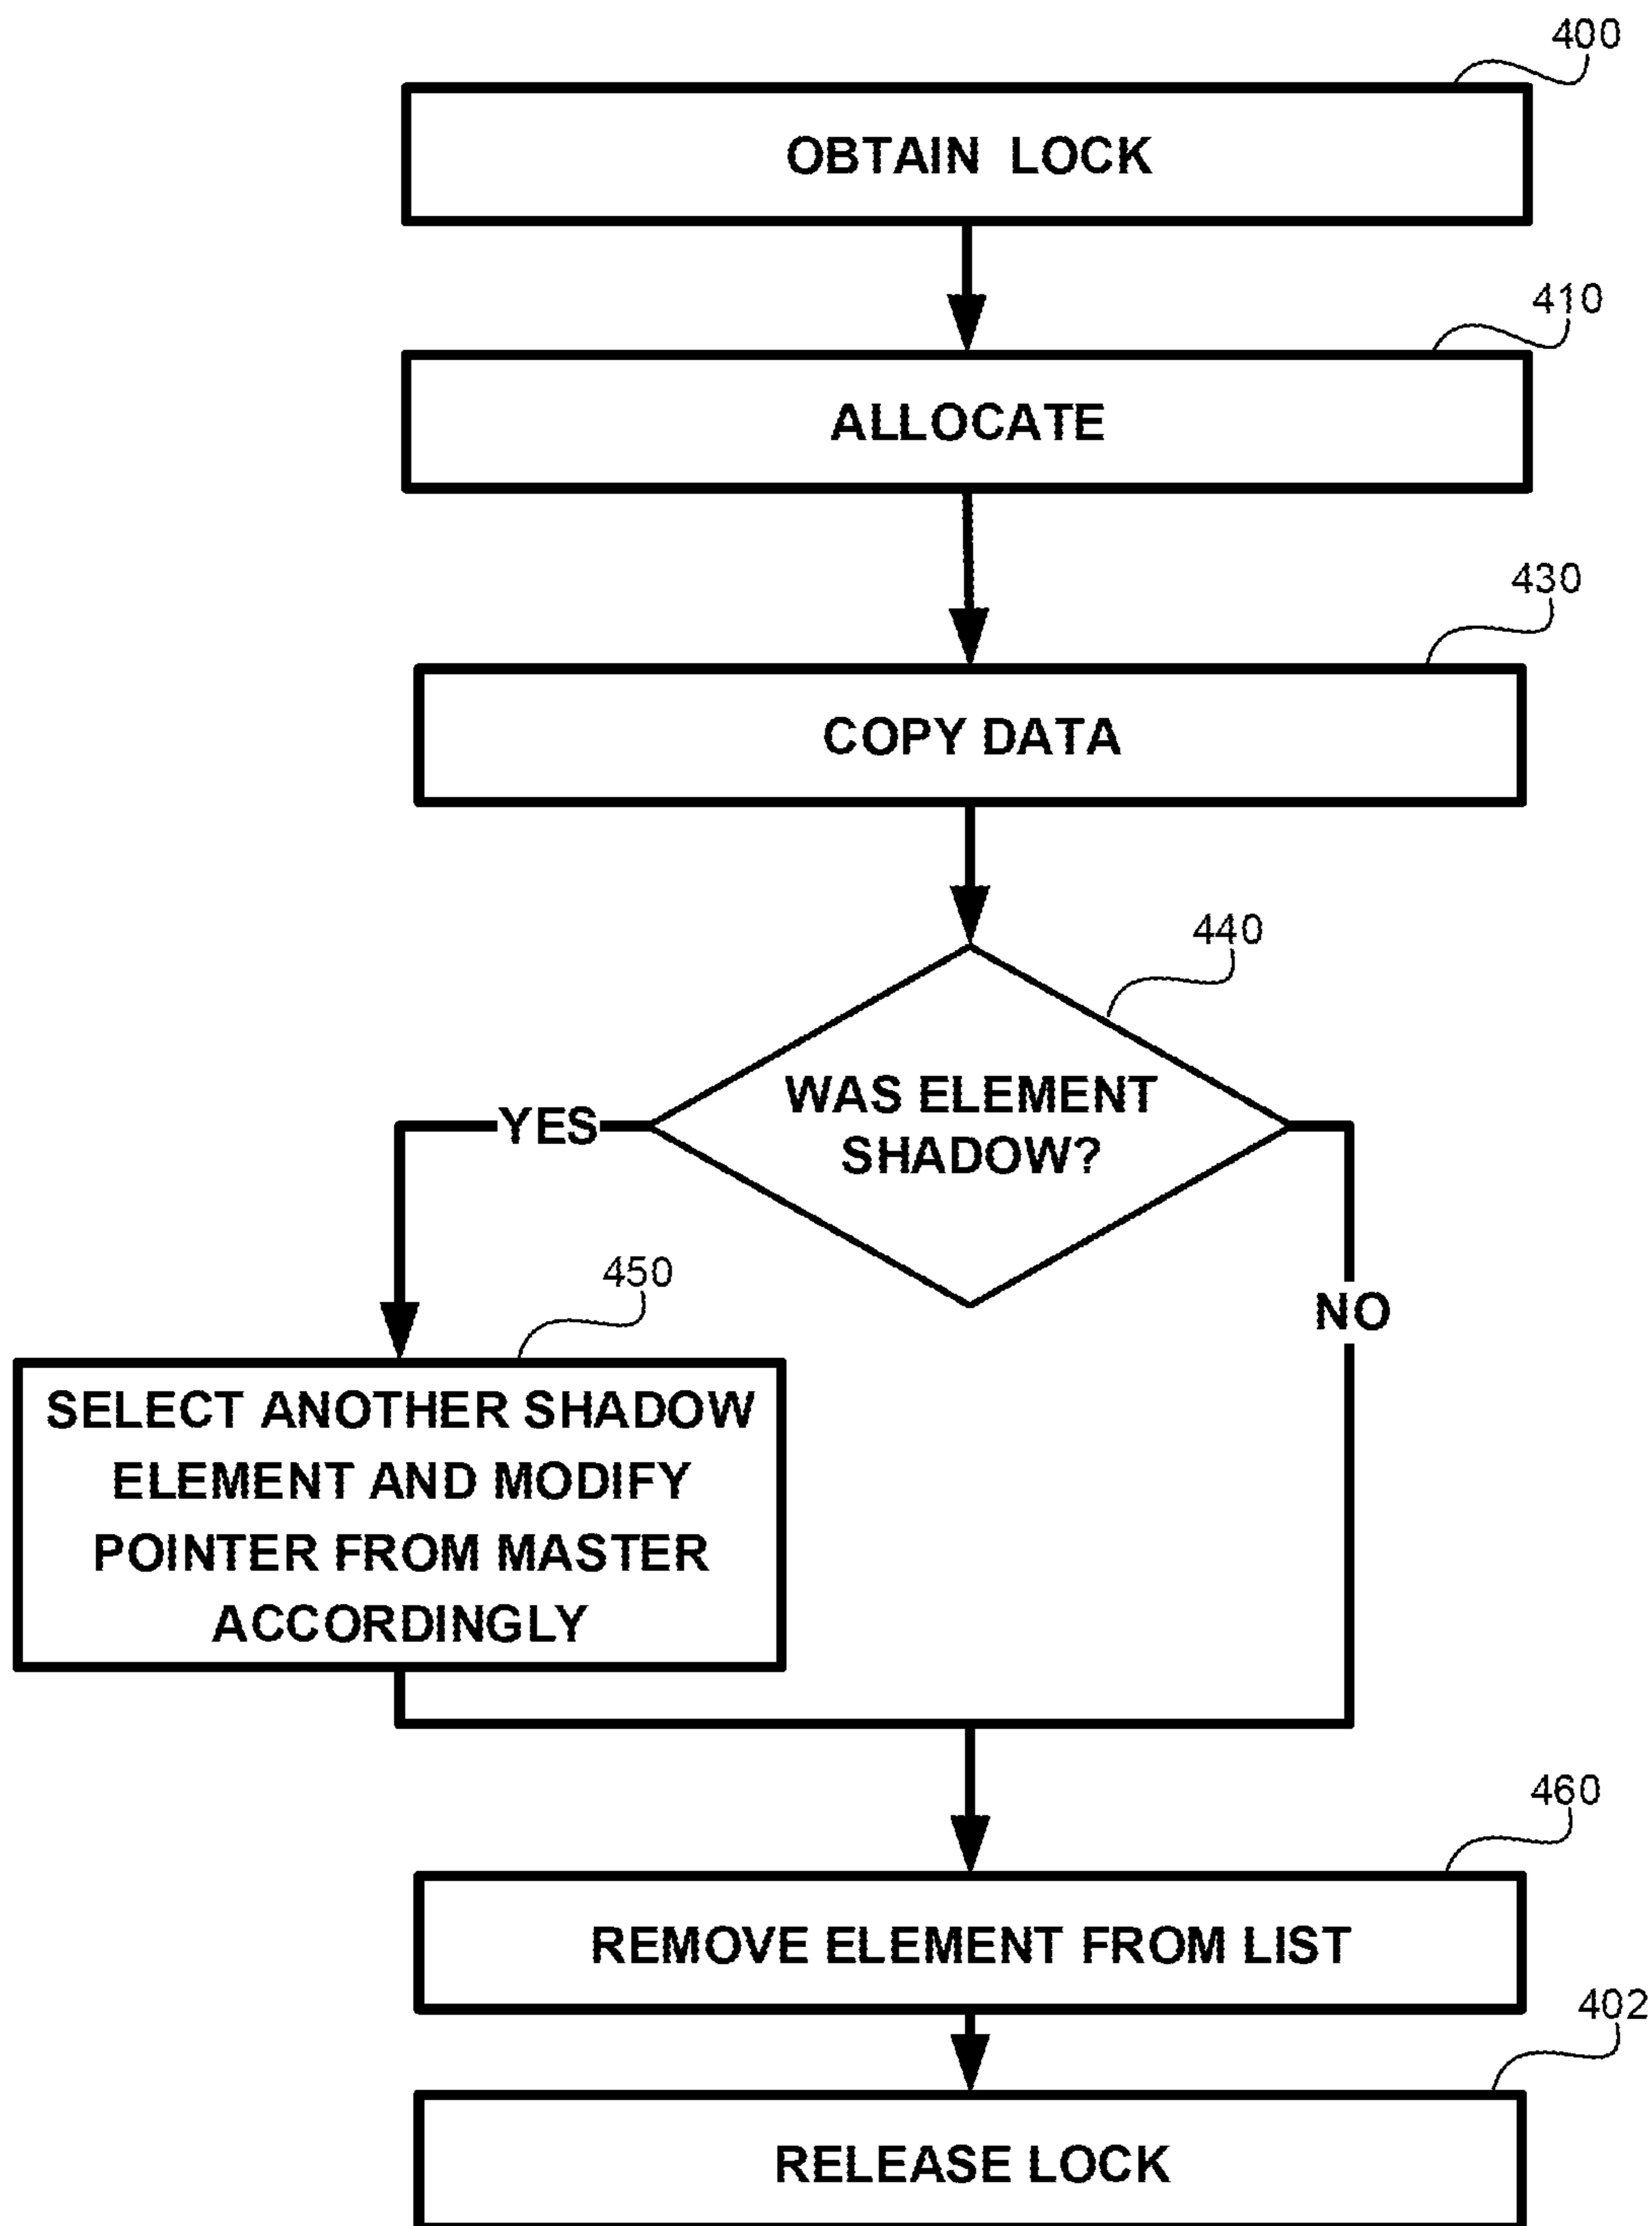 400
OBTAIN LOCK
410
ALLOCATE
430
COPY DATA
440
WAS ELEMENT
SHADOW?
YES
NO
450
SELECT ANOTHER SHADOW
ELEMENT AND MODIFY
POINTER FROM MASTER
ACCORDINGLY
460
REMOVE ELEMENT FROM LIST
402
RELEASE LOCK